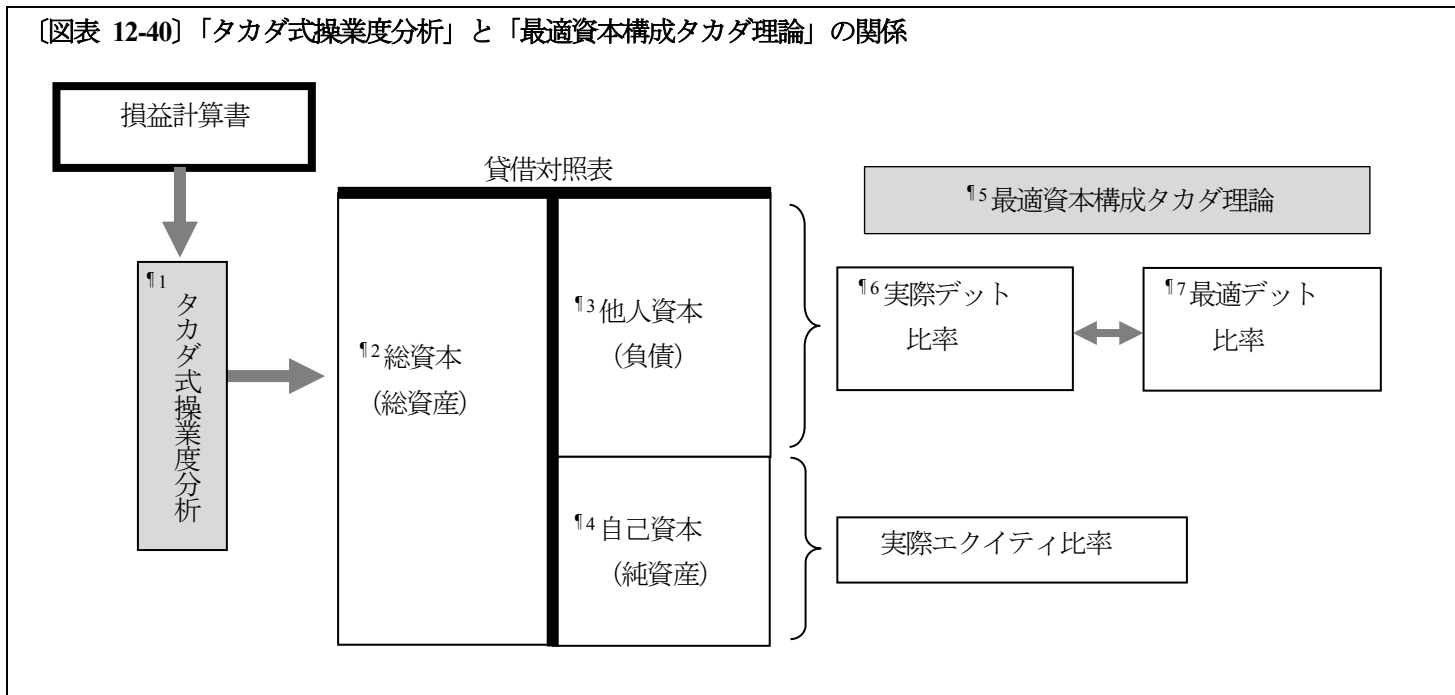 〔図表 12-40〕「タカダ式操業度分析」と「最適資本構成タカダ理論」の関係
損益計算書
貸借対照表
¶1
タカダ式操業度分析
¶2総資本
（総資産）
¶3他人資本
（負債）
¶4自己資本
（純資産）
¶5最適資本構成タカダ理論
¶6実際デット
比率
¶7最適デット
比率
実際エクイティ比率